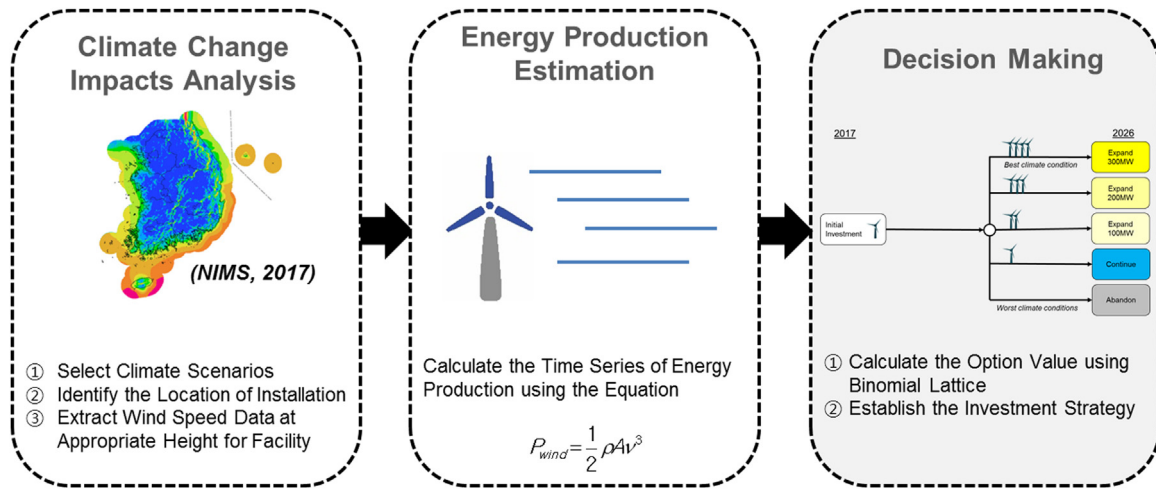 Climate Change
Impacts Analysis
(NIMS, 2017)
① Select Climate Scenarios
② Identify the Location of Installation
③ Extract Wind Speed Data at
Appropriate Height for Facility
Energy Production
Estimation
Calculate the Time Series of Energy
Production using the Equation
P_wind = 1/2 ρAv³
Decision Making
2017
2026
Best climate condition
Expand
300MW
Expand
200MW
Initial
Investment
Expand
100MW
Continue
Abandon
Worst climate conditions
① Calculate the Option Value using
Binomial Lattice
② Establish the Investment Strategy